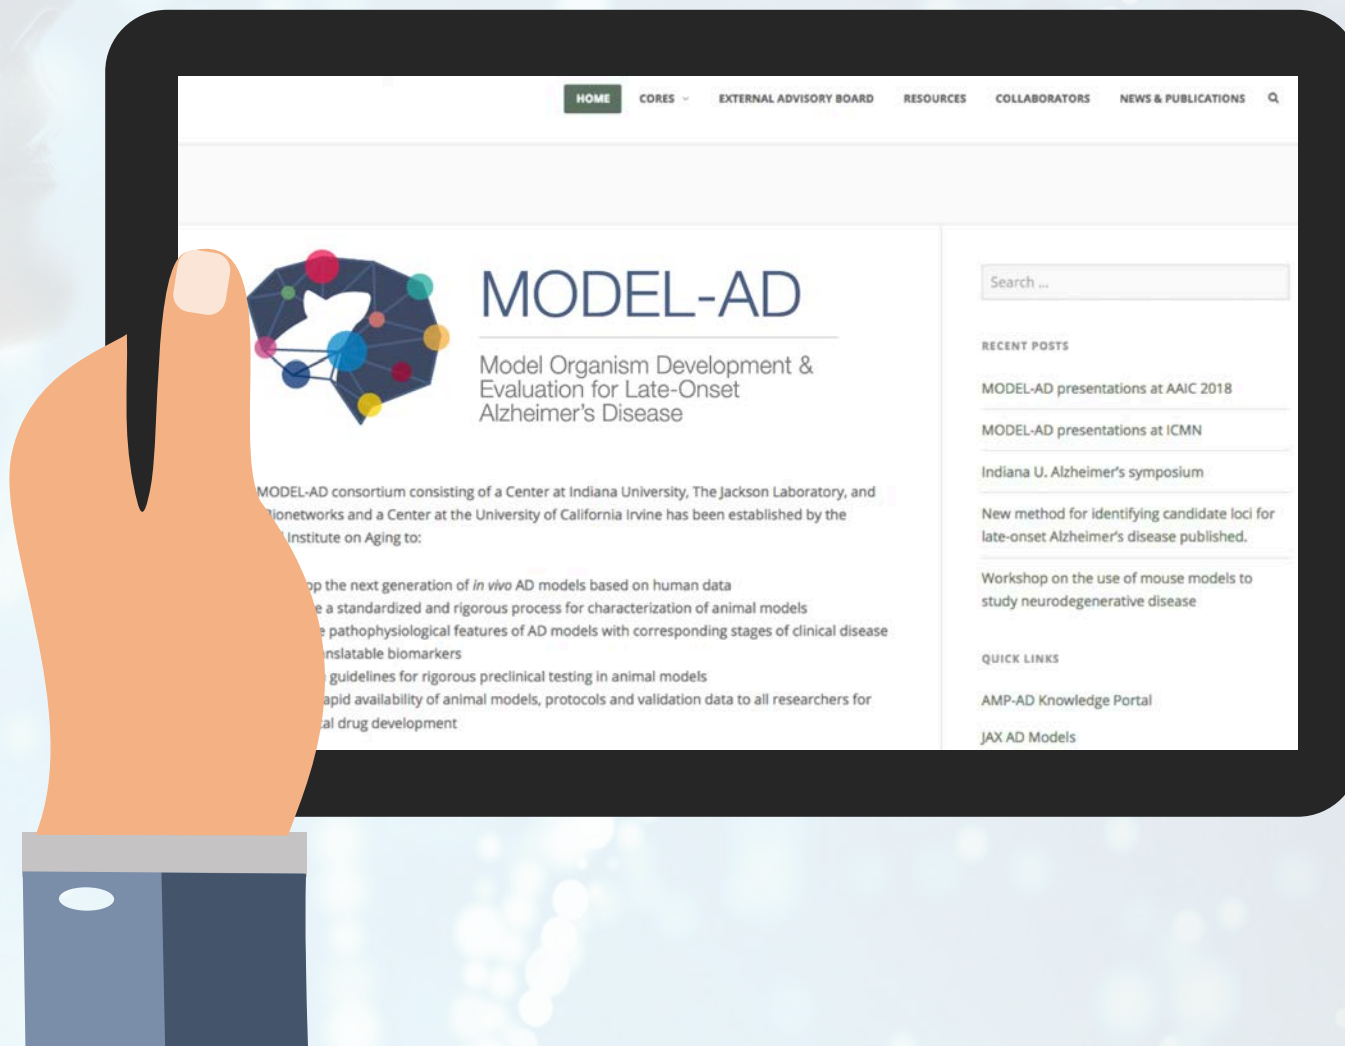 HOME CORES EXTERNAL ADVISORY BOARD RESOURCES COLLABORATORS NEWS & PUBLICATIONS
MODEL-AD
Model Organism Development &
Evaluation for Late-Onset
Alzheimer's Disease
MODEL-AD consortium consisting of a Center at Indiana University, The Jackson Laboratory, and
and a Center at the University of California Irvine has been established by the
Institute on Aging to:
the next generation of in vivo AD models based on human data
a standardized and rigorous process for characterization of animal models
pathophysiological features of AD models with corresponding stages of clinical disease
biomarkers
guidelines for rigorous preclinical testing in animal models
availability of animal models, protocols and validation data to all researchers for
drug development
Search ...
RECENT POSTS
MODEL-AD presentations at AAIC 2018
MODEL-AD presentations at ICMN
Indiana U. Alzheimer's symposium
New method for identifying candidate loci for
late-onset Alzheimer's disease published.
Workshop on the use of mouse models to
study neurodegenerative disease
QUICK LINKS
AMP-AD Knowledge Portal
JAX AD Models